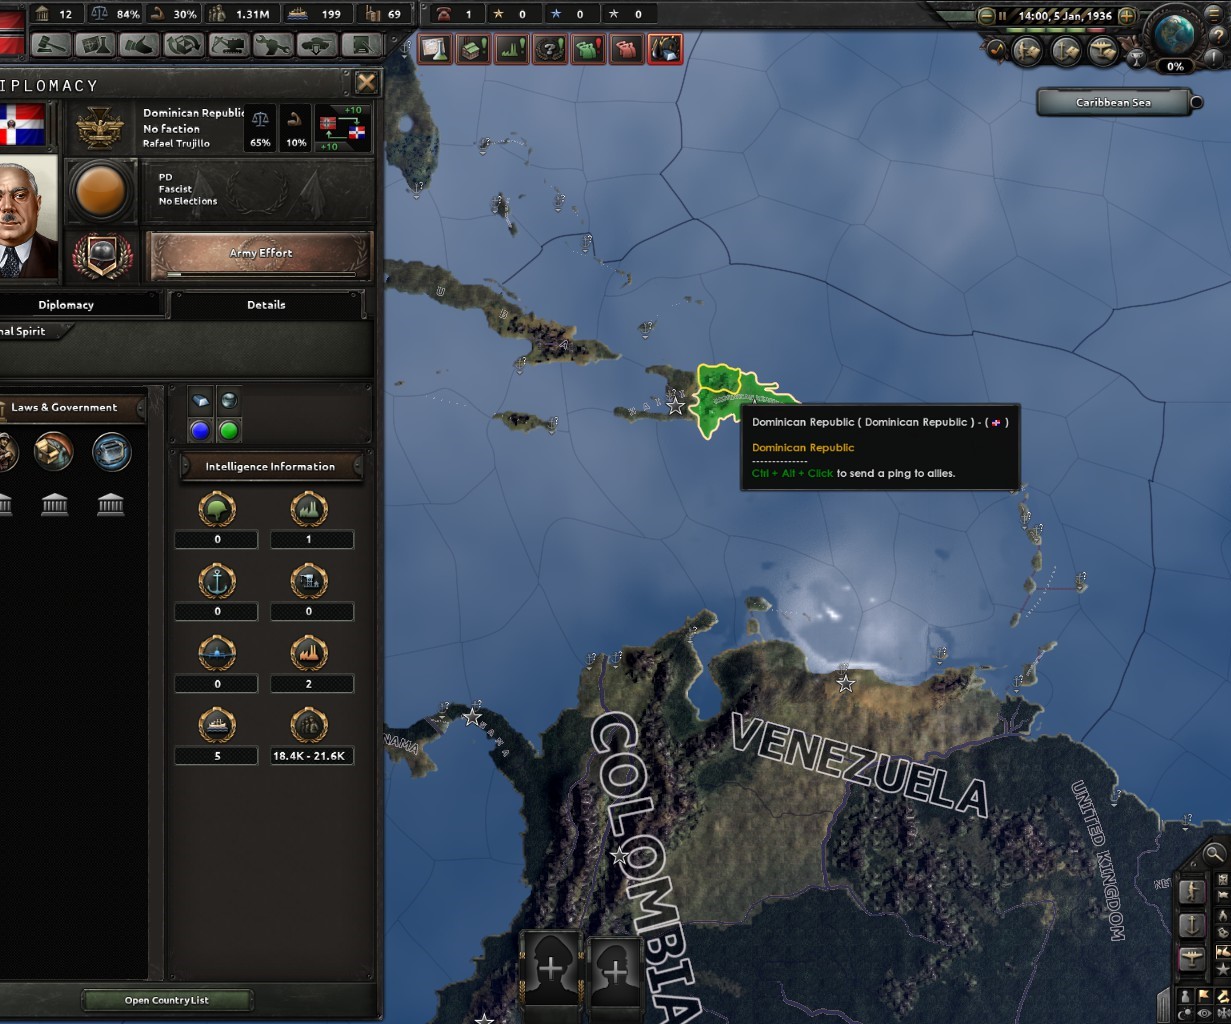 12
84%
30%
1.31M
199
69
1
0
0
0
14:00, 5 Jan, 1936
0%
Caribbean Sea
IPLOMACY
Dominican Republic
No faction
Rafael Trujillo
65%
10%
+10
+10
PD
Fascist
No Elections
Army Effort
Diplomacy
Details
nal Spirit
Laws & Government
Intelligence Information
0
1
0
0
0
2
5
18.4K - 21.6K
Open Country List
Dominican Republic ( Dominican Republic ) - ( )
Dominican Republic
--------------
Ctrl + Alt + Click to send a ping to allies.
VENEZUELA
COLOMBIA
UNITED KINGDOM